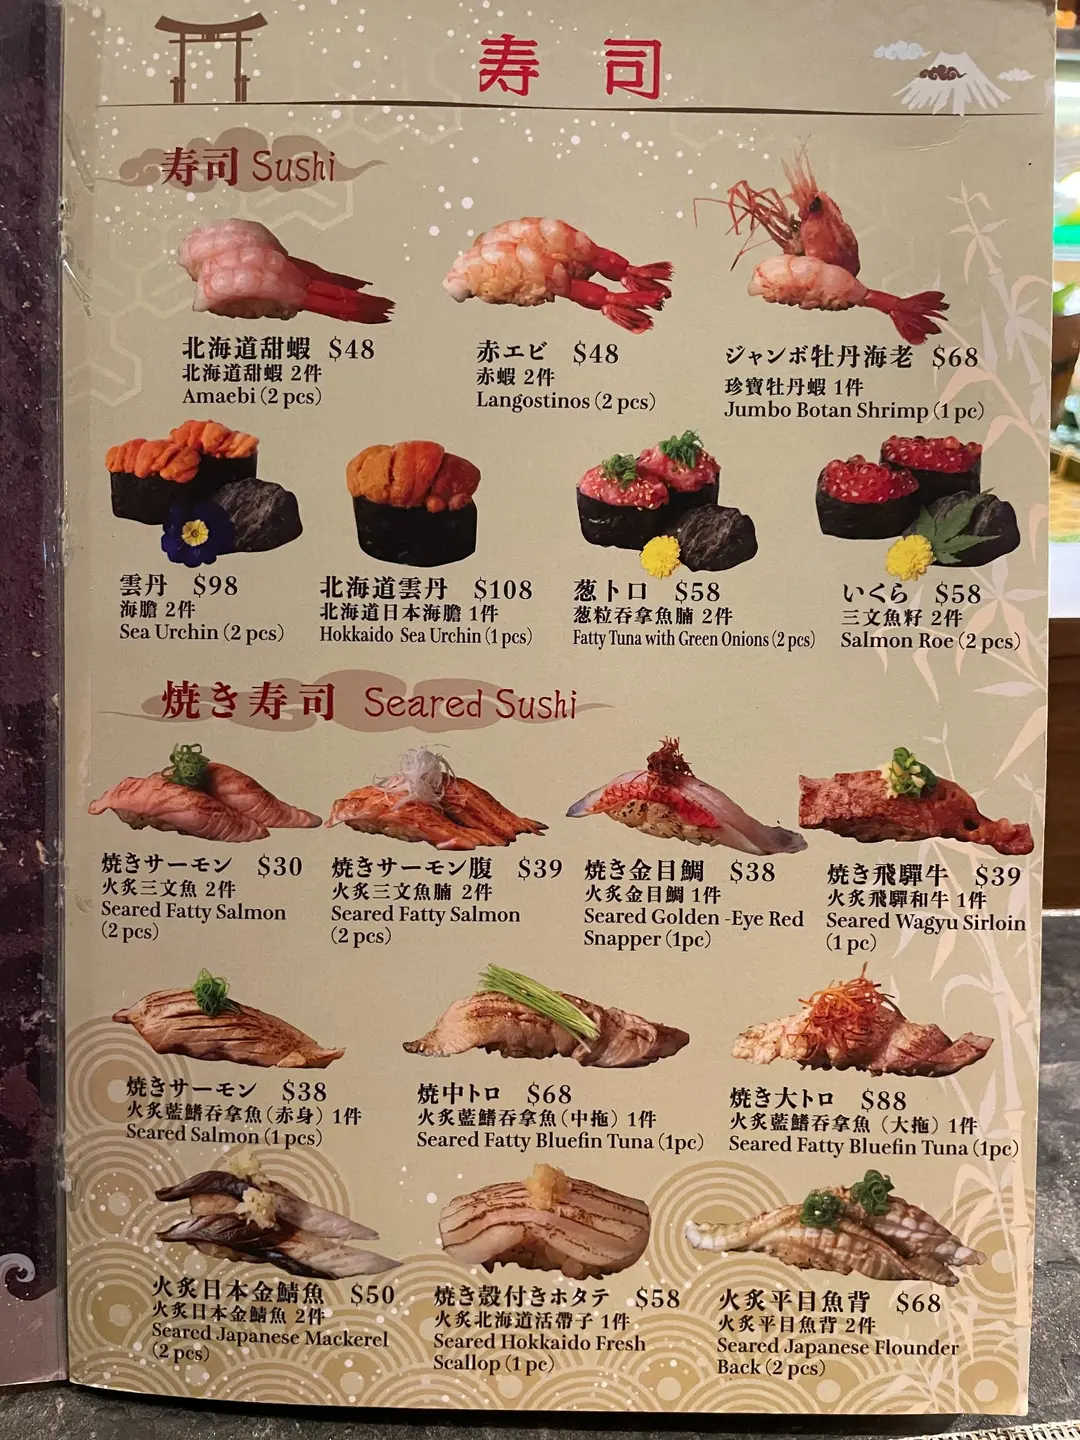 寿司
寿司 Sushi
北海道甜蝦 $48
北海道甜蝦 2件
Amaebi (2 pcs)
赤エビ $48
赤蝦 2件
Langostinos (2 pcs)
ジャンボ牡丹海老 $68
珍寶牡丹蝦 1件
Jumbo Botan Shrimp (1 pc)
雲丹 $98
海膽 2件
Sea Urchin (2 pcs)
北海道雲丹 $108
北海道日本海膽 1件
Hokkaido Sea Urchin (1 pcs)
葱トロ $58
葱粒吞拿魚腩 2件
Fatty Tuna with Green Onions (2 pcs)
いくら $58
三文魚籽 2件
Salmon Roe (2 pcs)
焼き寿司 Seared Sushi
焼きサーモン $30
火炙三文魚 2件
Seared Fatty Salmon
(2 pcs)
焼きサーモン腹 $39
火炙三文魚腩 2件
Seared Fatty Salmon
(2 pcs)
焼き金目鯛 $38
火炙金目鯛 1件
Seared Golden -Eye Red
Snapper (1pc)
焼き飛驒牛 $39
火炙飛驒和牛 1件
Seared Wagyu Sirloin
(1 pc)
焼きサーモン $38
火炙藍鰭吞拿魚(赤身) 1件
Seared Salmon (1 pcs)
焼中トロ $68
火炙藍鰭吞拿魚(中拖) 1件
Seared Fatty Bluefin Tuna (1pc)
焼き大トロ $88
火炙藍鰭吞拿魚(大拖) 1件
Seared Fatty Bluefin Tuna (1pc)
火炙日本金鯖魚 $50
火炙日本金鯖魚 2件
Seared Japanese Mackerel
(2 pcs)
焼き殻付きホタテ $58
火炙北海道活帶子 1件
Seared Hokkaido Fresh
Scallop (1 pc)
火炙平目魚背 $68
火炙平目魚背 2件
Seared Japanese Flounder
Back (2 pcs)